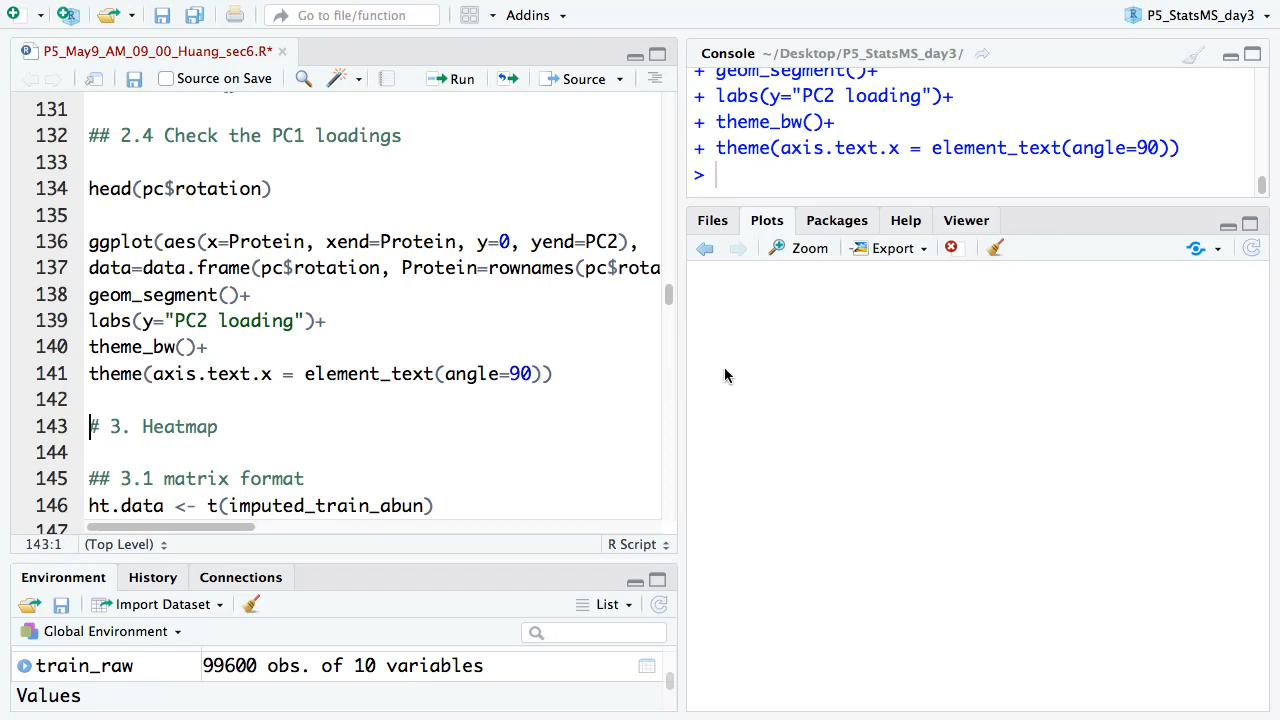 Go to file/function
Addins
P5_StatsMS_day3
P5_May9_AM_09_00_Huang_sec6.R*
Source on Save
Run
Source
131
132 ## 2.4 Check the PC1 loadings
133
134 head(pc$rotation)
135
136 ggplot(aes(x=Protein, xend=Protein, y=0, yend=PC2),
137 data=data.frame(pc$rotation, Protein=rownames(pc$rota
138 geom_segment()+
139 labs(y="PC2 loading")+
140 theme_bw()+
141 theme(axis.text.x = element_text(angle=90))
142
143 # 3. Heatmap
144
145 ## 3.1 matrix format
146 ht.data <- t(imputed_train_abun)
147
143:1 (Top Level) R Script
Environment History Connections
Import Dataset List
Global Environment
train_raw 99600 obs. of 10 variables
Values
Console ~/Desktop/P5_StatsMS_day3/
+ geom_segment()+
+ labs(y="PC2 loading")+
+ theme_bw()+
+ theme(axis.text.x = element_text(angle=90))
>
Files Plots Packages Help Viewer
Zoom Export